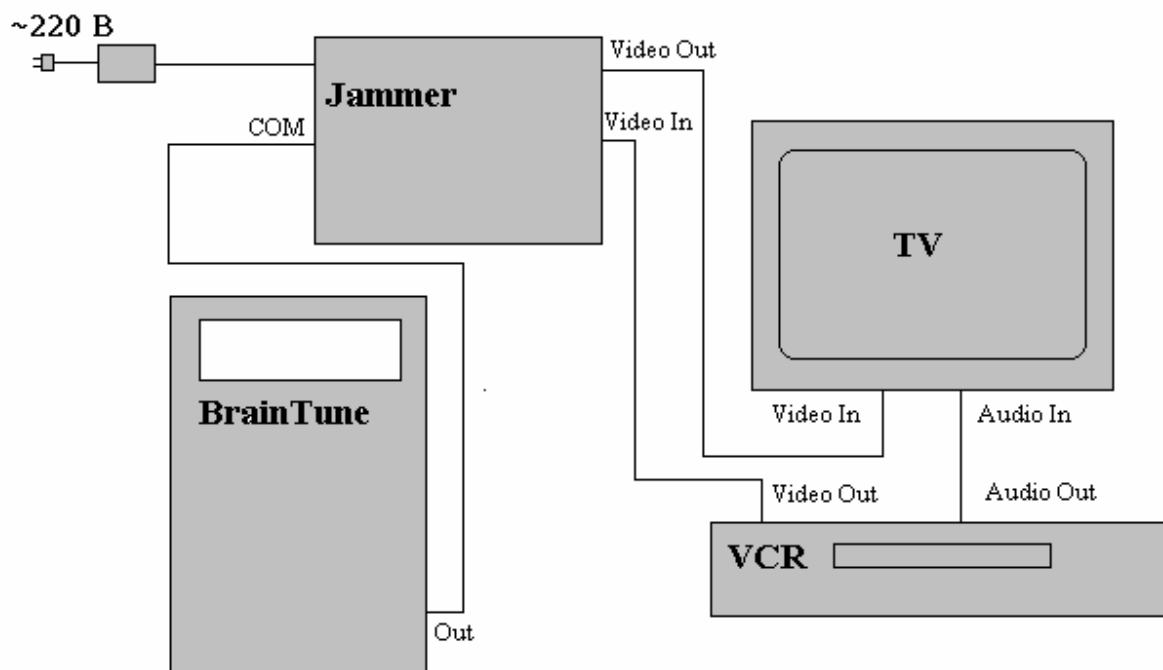 ~220 В
Video Out
Jammer
COM
Video In
TV
BrainTune
Video In
Audio In
Video Out
Audio Out
VCR
Out